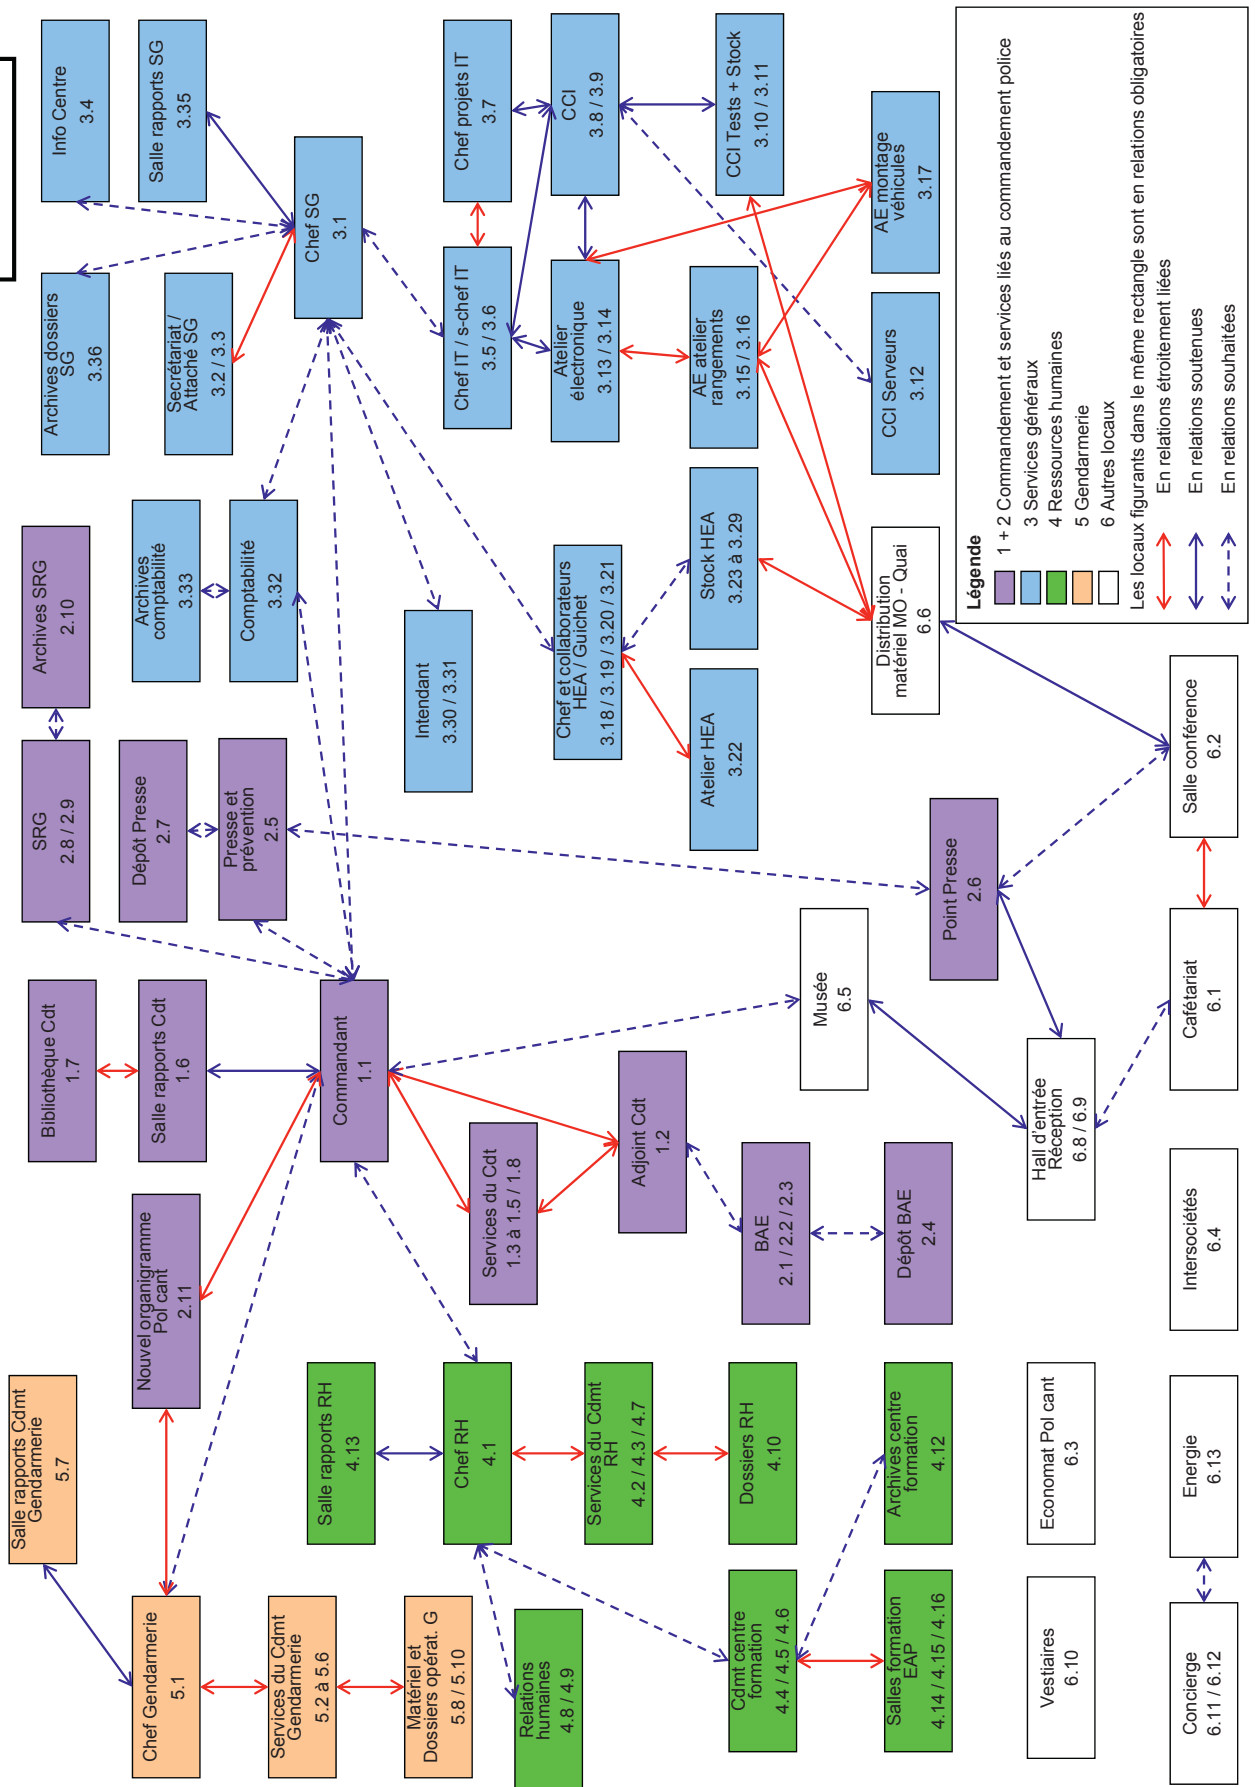 Salle rapports Cdmt
Gendarmerie
5.7
Chef Gendarmerie
5.1
Services du Cdmt
Gendarmerie
5.2 à 5.6
Matériel et
Dossiers opérat. G
5.8 / 5.10
Nouvel organigramme
Pol cant
2.11
Bibliothèque Cdt
1.7
Salle rapports Cdt
1.6
Commandant
1.1
Services du Cdt
1.3 à 1.5 / 1.8
Adjoint Cdt
1.2
BAE
2.1 / 2.2 / 2.3
Dépôt BAE
2.4
SRG
2.8 / 2.9
Archives SRG
2.10
Dépôt Presse
2.7
Presse et
prévention
2.5
Point Presse
2.6
Salle rapports RH
4.13
Chef RH
4.1
Services du Cdmt
RH
4.2 / 4.3 / 4.7
Dossiers RH
4.10
Relations
humaines
4.8 / 4.9
Cdmt centre
formation
4.4 / 4.5 / 4.6
Archives centre
formation
4.12
Salles formation
EAP
4.14 / 4.15 / 4.16
Info Centre
3.4
Salle rapports SG
3.35
Archives dossiers
SG
3.36
Secrétariat /
Attaché SG
3.2 / 3.3
Chef SG
3.1
Archives
comptabilité
3.33
Comptabilité
3.32
Intendant
3.30 / 3.31
Chef projets IT
3.7
Chef IT / s-chef IT
3.5 / 3.6
CCI
3.8 / 3.9
Atelier
électronique
3.13 / 3.14
CCI Tests + Stock
3.10 / 3.11
AE atelier
rangements
3.15 / 3.16
AE montage
véhicules
3.17
CCI Serveurs
3.12
Chef et collaborateurs
HEA / Guichet
3.18 / 3.19 / 3.20 / 3.21
Stock HEA
3.23 à 3.29
Atelier HEA
3.22
Distribution
matériel MO - Quai
6.6
Musée
6.5
Hall d'entrée
Réception
6.8 / 6.9
Salle conférence
6.2
Cafétariat
6.1
Intersociétés
6.4
Economat Pol cant
6.3
Vestiaires
6.10
Energie
6.13
Concierge
6.11 / 6.12
Légende
1 + 2 Commandement et services liés au commandement police
3 Services généraux
4 Ressources humaines
5 Gendarmerie
6 Autres locaux
Les locaux figurants dans le même rectangle sont en relations obligatoires
En relations étroitement liées
En relations soutenues
En relations souhaitées